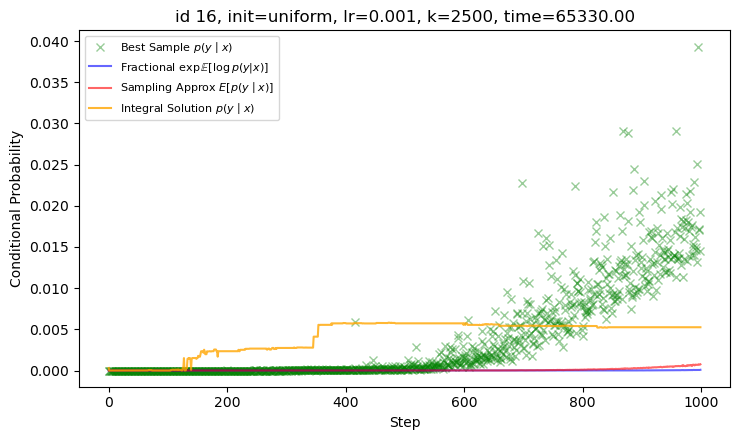 id 16, init=uniform, lr=0.001, k=2500, time=65330.00
Best Sample p(y | x)
Fractional exp𝔼[log p(y|x)]
Sampling Approx E[p(y | x)]
Integral Solution p(y | x)
Conditional Probability
0.040
0.035
0.030
0.025
0.020
0.015
0.010
0.005
0.000
0
200
400
600
800
1000
Step